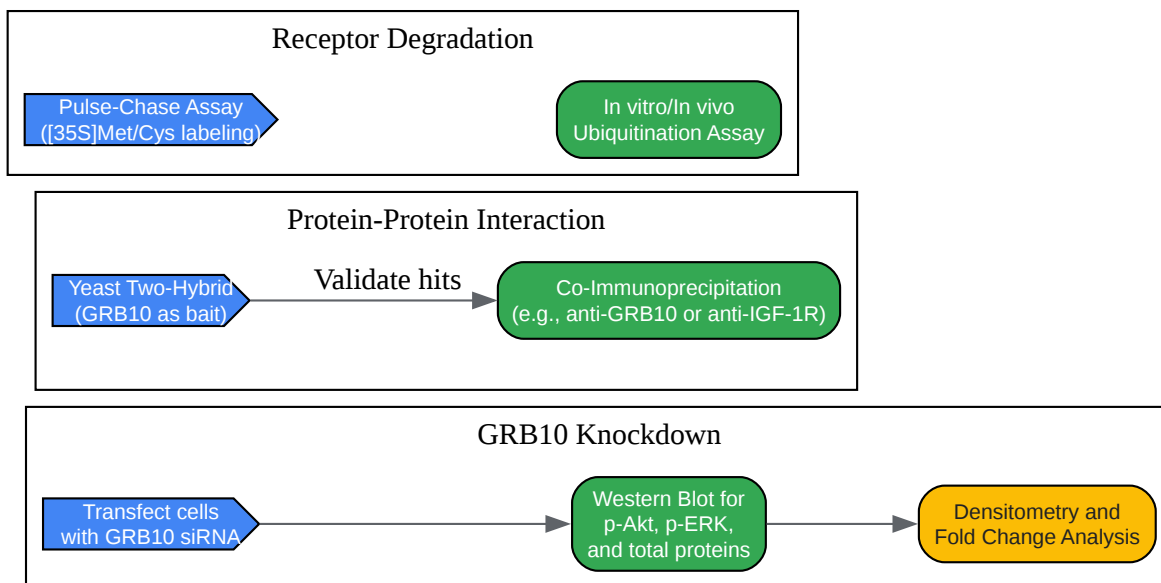 Receptor Degradation
Pulse-Chase Assay
([35S]Met/Cys labeling)
In vitro/In vivo
Ubiquitination Assay
Protein-Protein Interaction
Yeast Two-Hybrid
(GRB10 as bait)
Validate hits
Co-Immunoprecipitation
(e.g., anti-GRB10 or anti-IGF-1R)
GRB10 Knockdown
Transfect cells
with GRB10 siRNA
Western Blot for
p-Akt, p-ERK,
and total proteins
Densitometry and
Fold Change Analysis